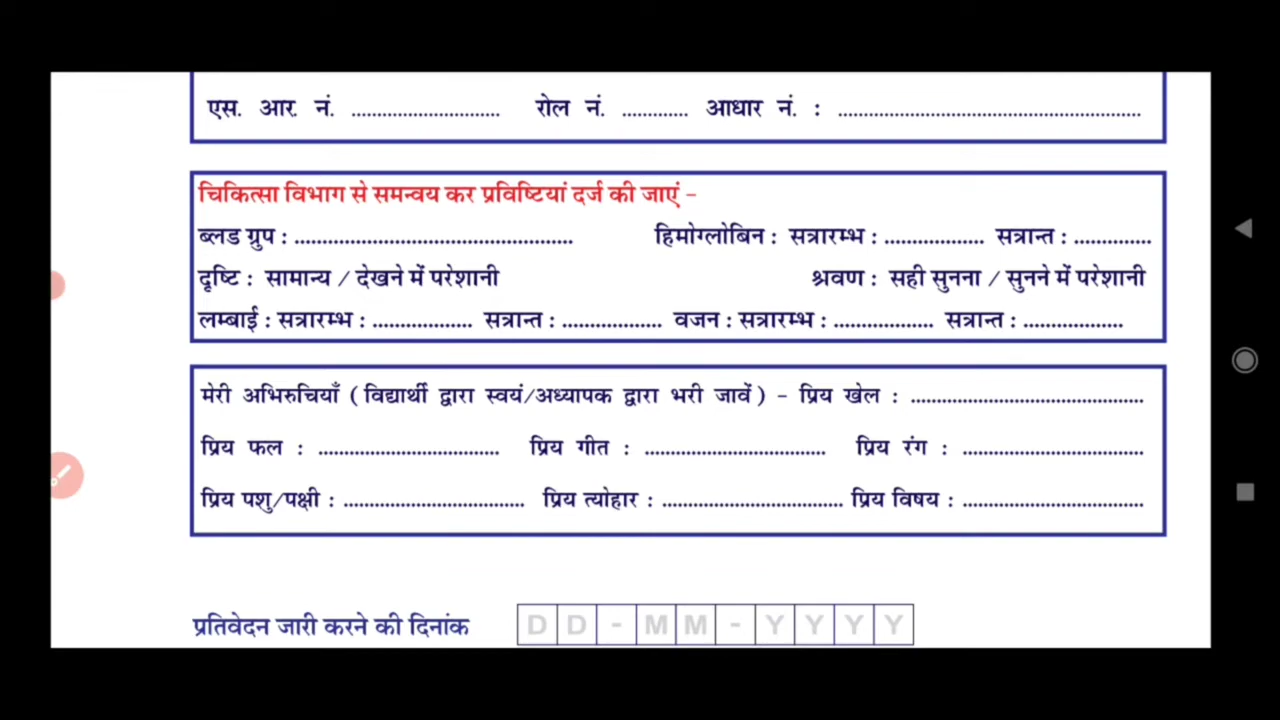 एस. आर. नं. ............................ रोल नं. ............. आधार नं. : .........................................................
चिकित्सा विभाग से समन्वय कर प्रविष्टियां दर्ज की जाएं -
ब्लड ग्रुप : ..................................................... हिमोग्लोबिन : सत्रारम्भ : ................... सत्रान्त : ...............
दृष्टि : सामान्य / देखने में परेशानी श्रवण : सही सुनना / सुनने में परेशानी
लम्बाई : सत्रारम्भ : ................... सत्रान्त : ................... वजन : सत्रारम्भ : ................... सत्रान्त : ...................
मेरी अभिरुचियाँ ( विद्यार्थी द्वारा स्वयं/अध्यापक द्वारा भरी जावें ) - प्रिय खेल : ............................................
प्रिय फल : .................................. प्रिय गीत : .................................. प्रिय रंग : ..................................
प्रिय पशु/पक्षी : .................................. प्रिय त्योहार : .................................. प्रिय विषय : ..................................
प्रतिवेदन जारी करने की दिनांक D D - M M - Y Y Y Y